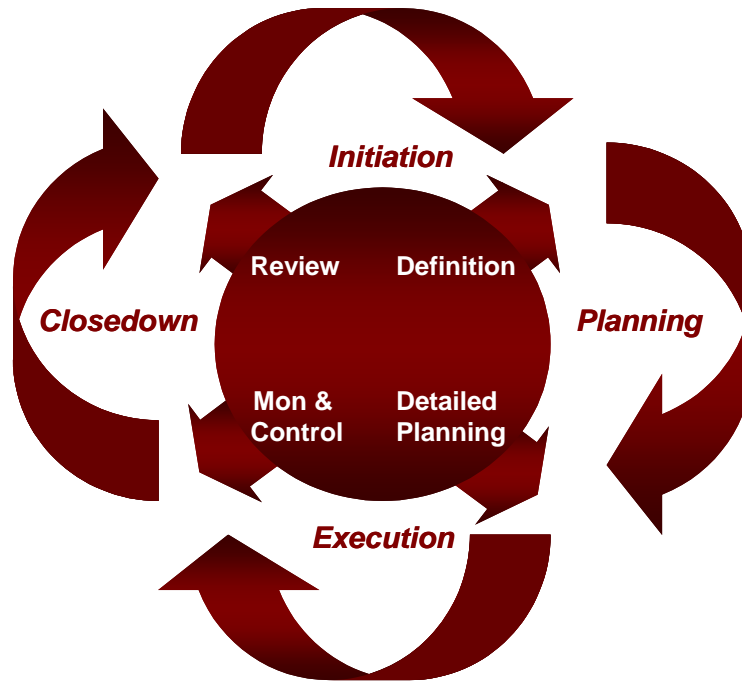 Initiation
Review
Definition
Closedown
Planning
Mon &
Control
Detailed
Planning
Execution